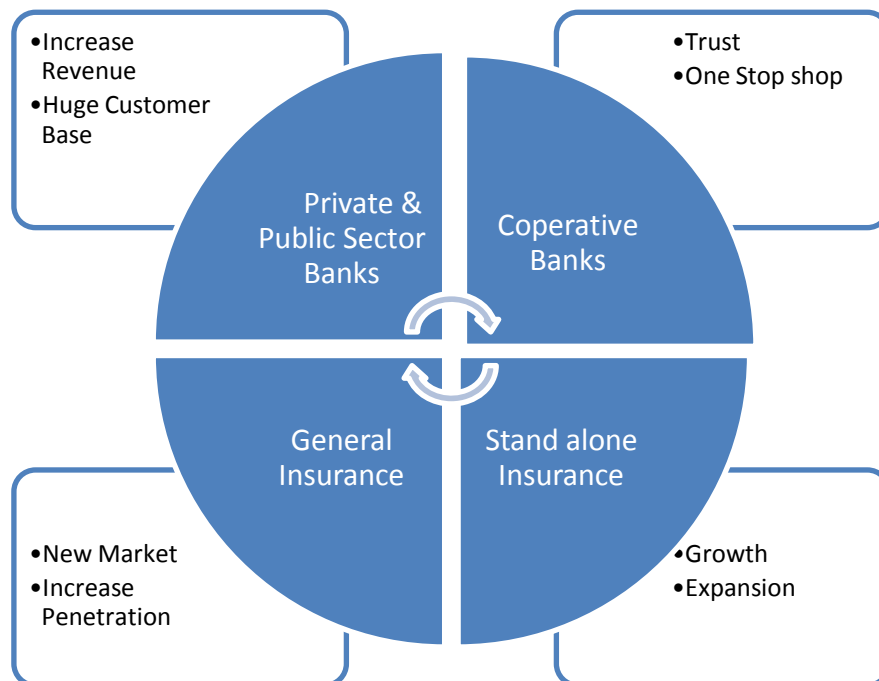 •Increase
Revenue
•Huge Customer
Base
•Trust
•One Stop shop
Private &
Public Sector
Banks
Coperative
Banks
General
Insurance
Stand alone
Insurance
•New Market
•Increase
Penetration
•Growth
•Expansion